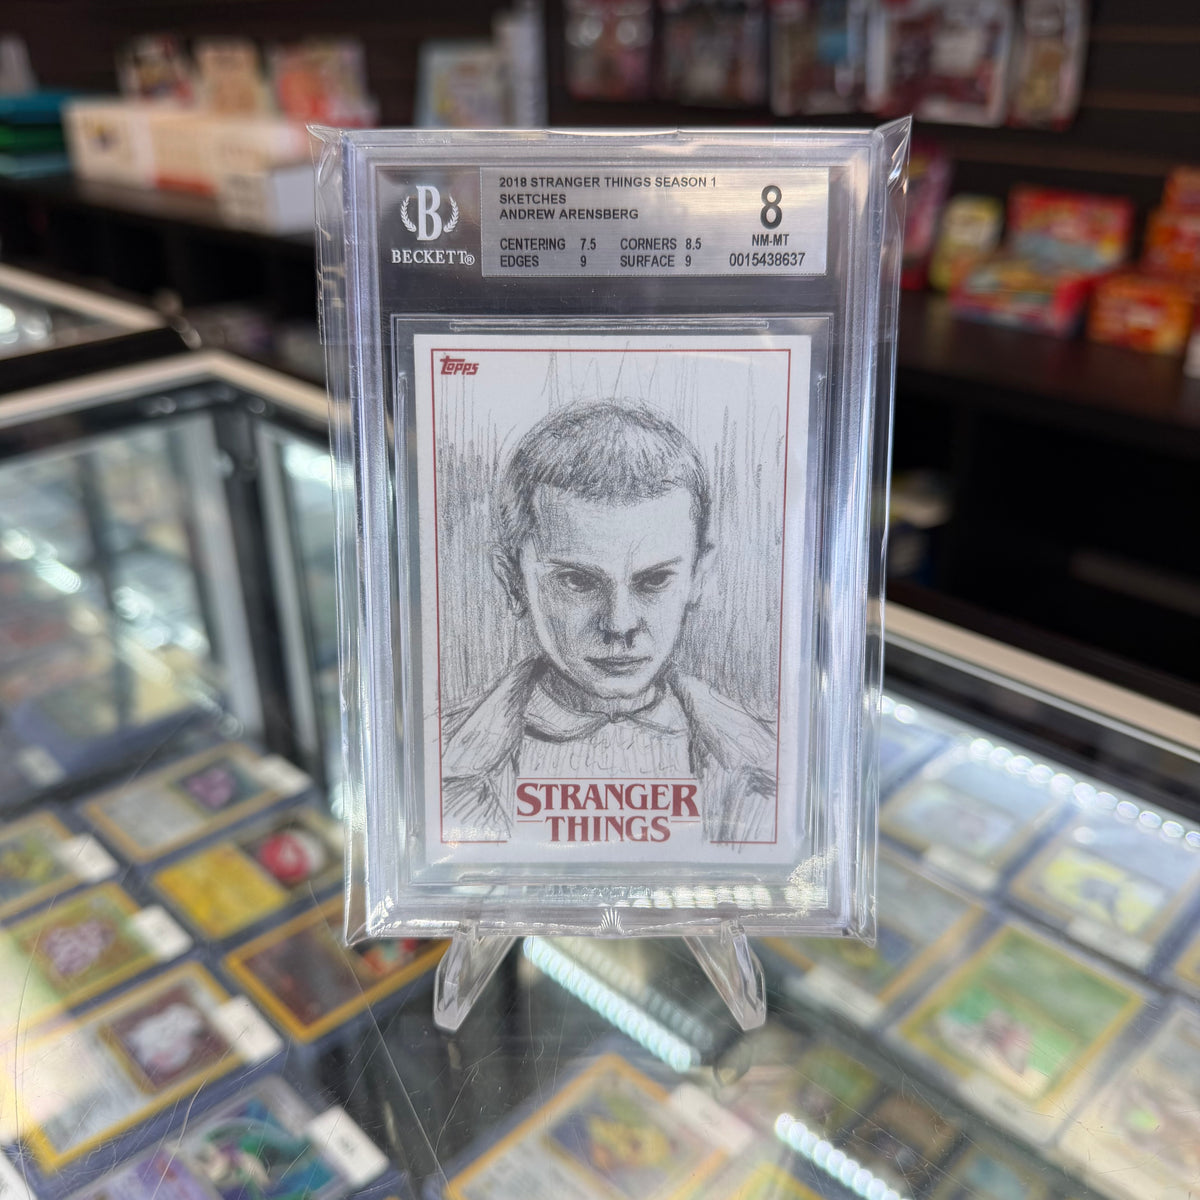 2018 STRANGER THINGS SEASON 1
SKETCHES
ANDREW ARENSBERG
CENTERING 7.5 CORNERS 8.5
EDGES 9 SURFACE 9
8
NM-MT
0015438637
B
BECKETT®
topps
STRANGER
THINGS